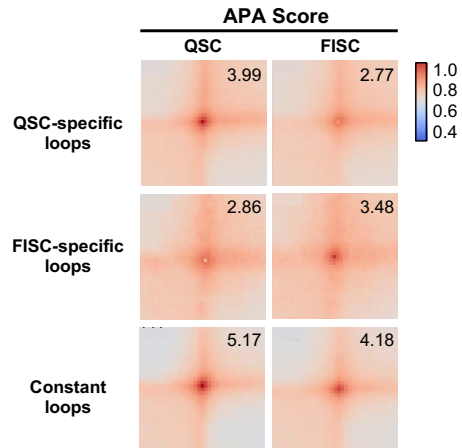 APA Score
QSC FISC
3.99 2.77
1.0
0.8
0.6
0.4
QSC-specific
loops
2.86 3.48
FISC-specific
loops
5.17 4.18
Constant
loops